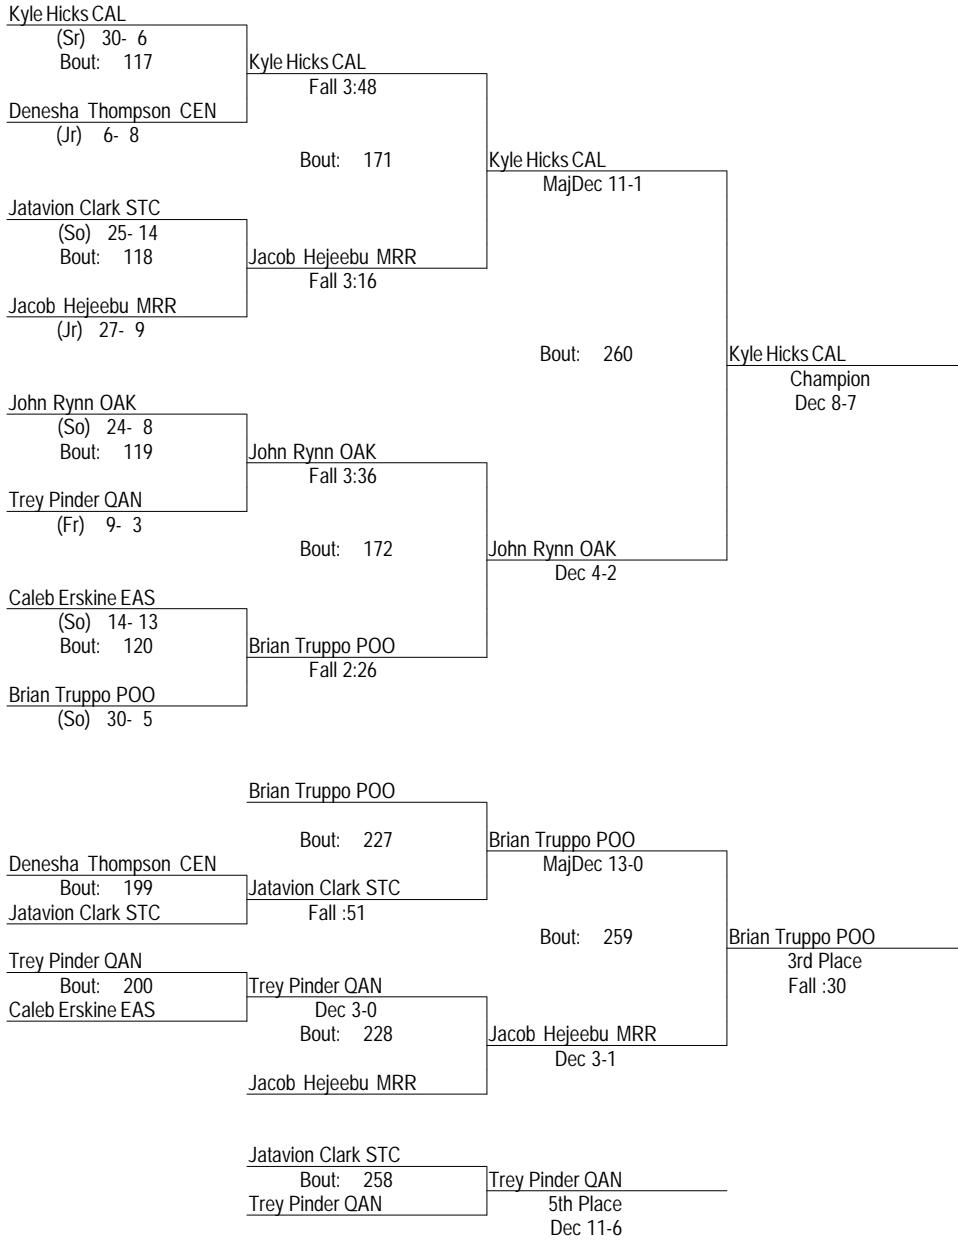 Kyle Hicks CAL
(Sr) 30- 6
Bout: 117
Kyle Hicks CAL
Fall 3:48
Denesha Thompson CEN
(Jr) 6- 8
Bout: 171
Kyle Hicks CAL
MajDec 11-1
Jatavion Clark STC
(So) 25- 14
Bout: 118
Jacob Hejeebu MRR
Fall 3:16
Jacob Hejeebu MRR
(Jr) 27- 9
Bout: 260
Kyle Hicks CAL
Champion
Dec 8-7
John Rynn OAK
(So) 24- 8
Bout: 119
John Rynn OAK
Fall 3:36
Trey Pinder QAN
(Fr) 9- 3
Bout: 172
John Rynn OAK
Dec 4-2
Caleb Erskine EAS
(So) 14- 13
Bout: 120
Brian Truppo POO
Fall 2:26
Brian Truppo POO
(So) 30- 5
Brian Truppo POO
Bout: 227
Brian Truppo POO
MajDec 13-0
Denesha Thompson CEN
Bout: 199
Jatavion Clark STC
Jatavion Clark STC
Fall :51
Bout: 259
Brian Truppo POO
3rd Place
Fall :30
Trey Pinder QAN
Bout: 200
Caleb Erskine EAS
Trey Pinder QAN
Dec 3-0
Bout: 228
Jacob Hejeebu MRR
Dec 3-1
Jacob Hejeebu MRR
Jatavion Clark STC
Bout: 258
Trey Pinder QAN
Trey Pinder QAN
5th Place
Dec 11-6